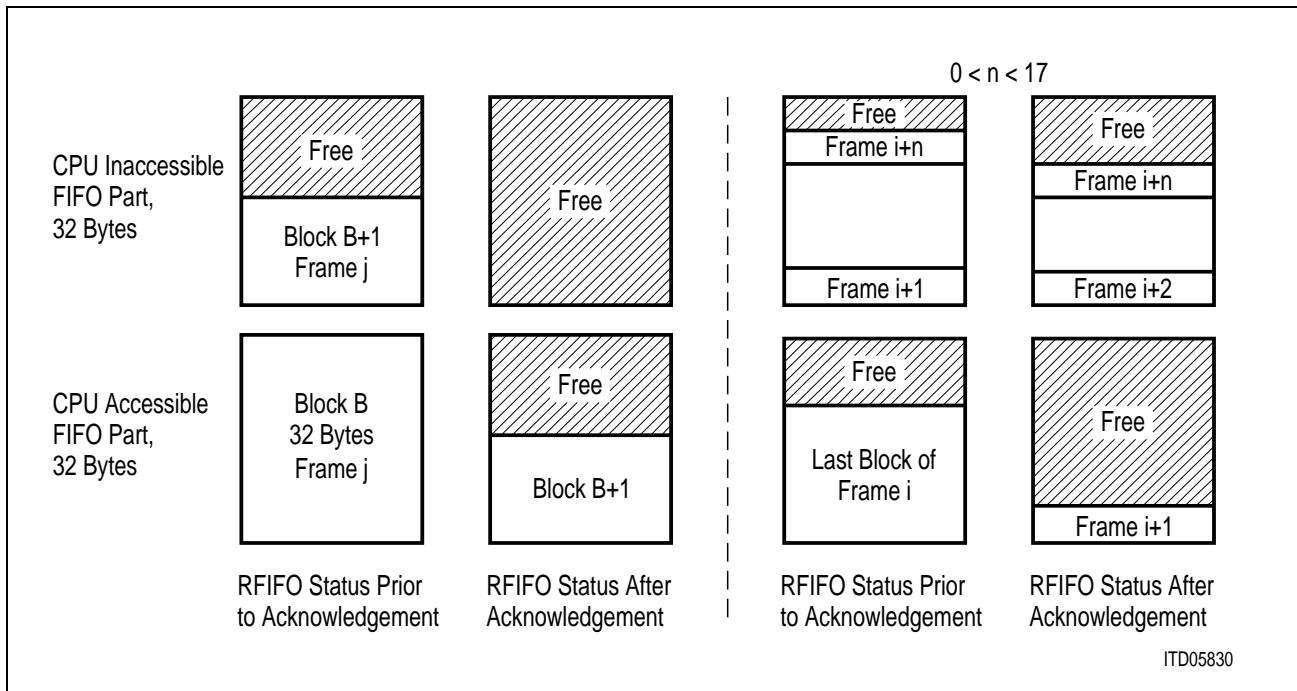 0 < n < 17
CPU Inaccessible
FIFO Part,
32 Bytes
Free
Block B+1
Frame j
Free
Free
Frame i+n
Frame i+1
Free
Frame i+n
Frame i+2
CPU Accessible
FIFO Part,
32 Bytes
Block B
32 Bytes
Frame j
Free
Block B+1
Free
Last Block of
Frame i
Free
Frame i+1
RFIFO Status Prior
to Acknowledgement
RFIFO Status After
Acknowledgement
RFIFO Status Prior
to Acknowledgement
RFIFO Status After
Acknowledgement
ITD05830